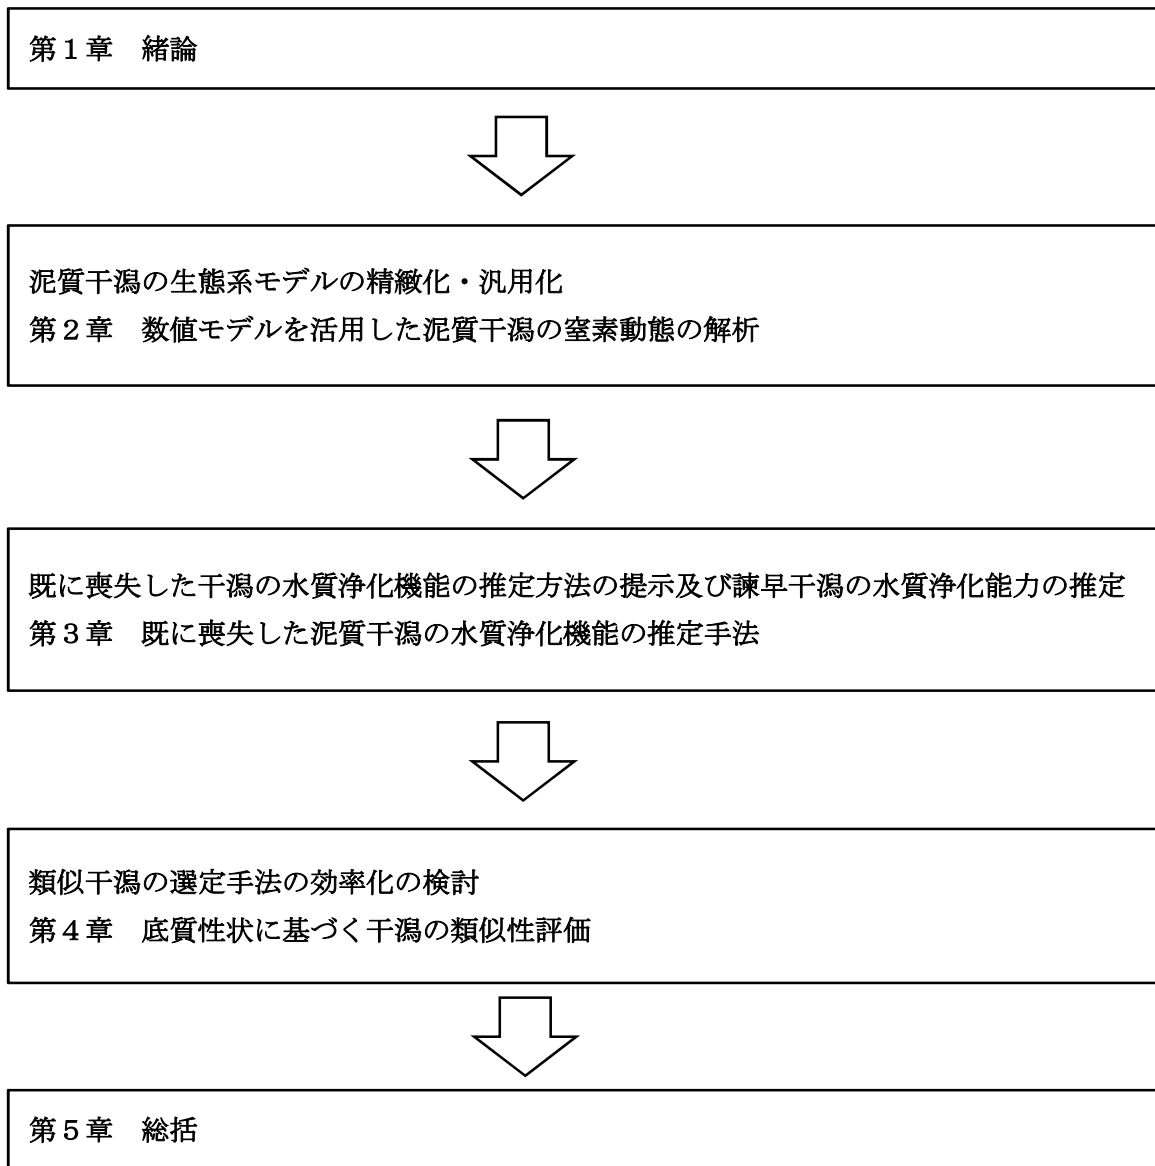 第１章　緒論
泥質干潟の生態系モデルの精緻化・汎用化
第２章　数値モデルを活用した泥質干潟の窒素動態の解析
既に喪失した干潟の水質浄化機能の推定方法の提示及び諫早干潟の水質浄化能力の推定
第３章　既に喪失した泥質干潟の水質浄化機能の推定手法
類似干潟の選定手法の効率化の検討
第４章　底質性状に基づく干潟の類似性評価
第５章　総括